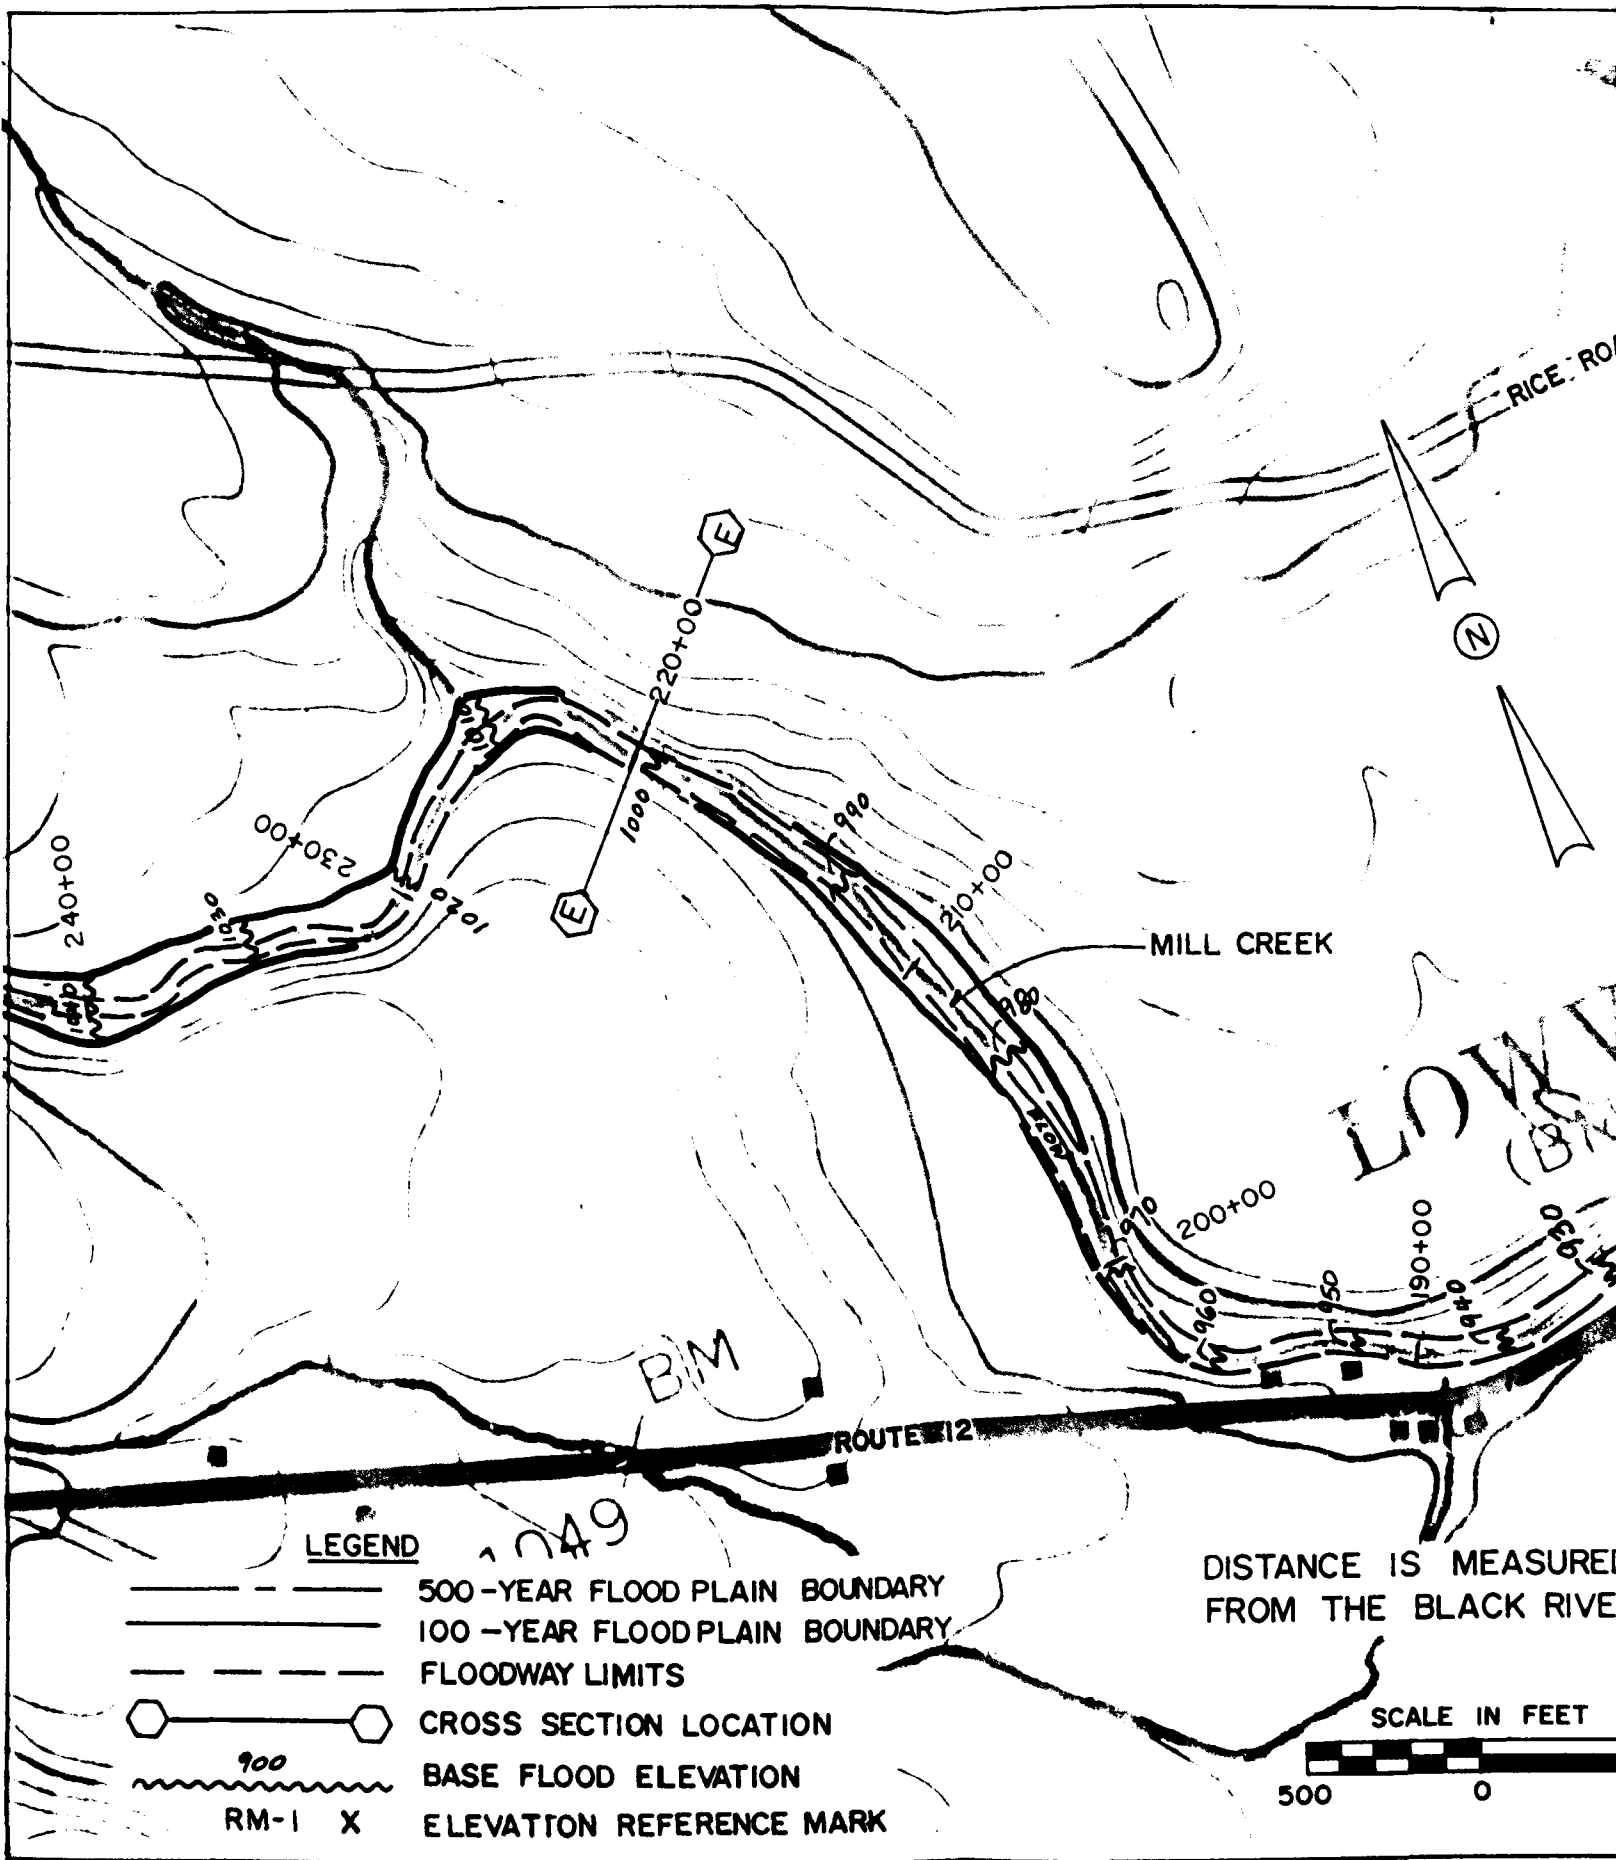 RICE ROA
E
220+00
N
1000
990
230+00
240+00
1030
1020
E
210+00
MILL CREEK
1040
980
LOWV
970
200+00
190+00
930
960
950
940
BM
ROUTE 12
1049
LEGEND
500-YEAR FLOOD PLAIN BOUNDARY
100-YEAR FLOOD PLAIN BOUNDARY
FLOODWAY LIMITS
CROSS SECTION LOCATION
900
BASE FLOOD ELEVATION
RM-1 X ELEVATION REFERENCE MARK
DISTANCE IS MEASURED
FROM THE BLACK RIVE
SCALE IN FEET
500 0